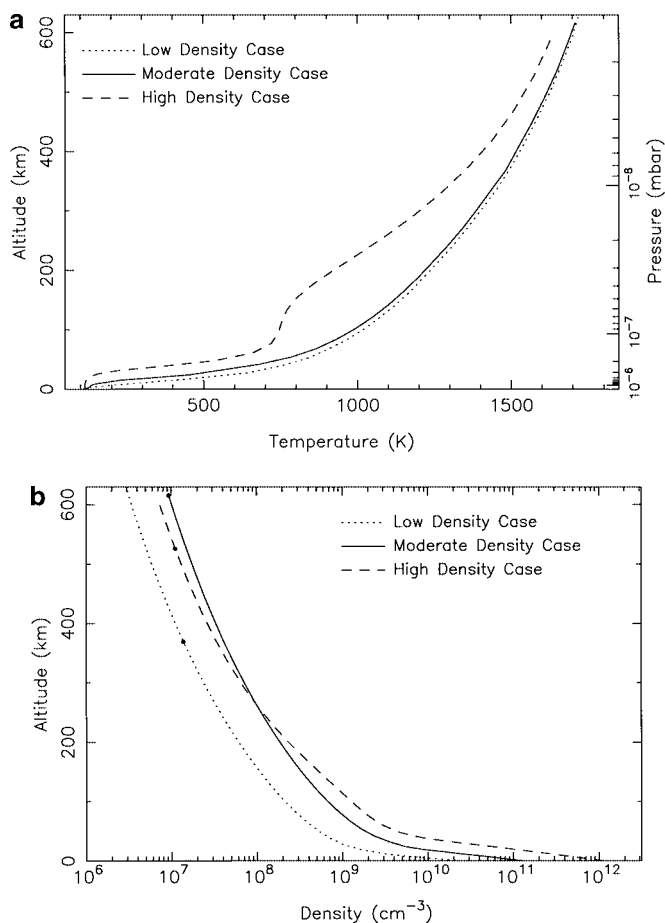 a
600
Low Density Case
Moderate Density Case
High Density Case
400
200
0
Altitude (km)
10⁻⁸
10⁻⁷
10⁻⁶
Pressure (mbar)
500
1000
1500
Temperature (K)
b
600
Low Density Case
Moderate Density Case
High Density Case
400
200
0
Altitude (km)
10⁶
10⁷
10⁸
10⁹
10¹⁰
10¹¹
10¹²
Density (cm⁻³)